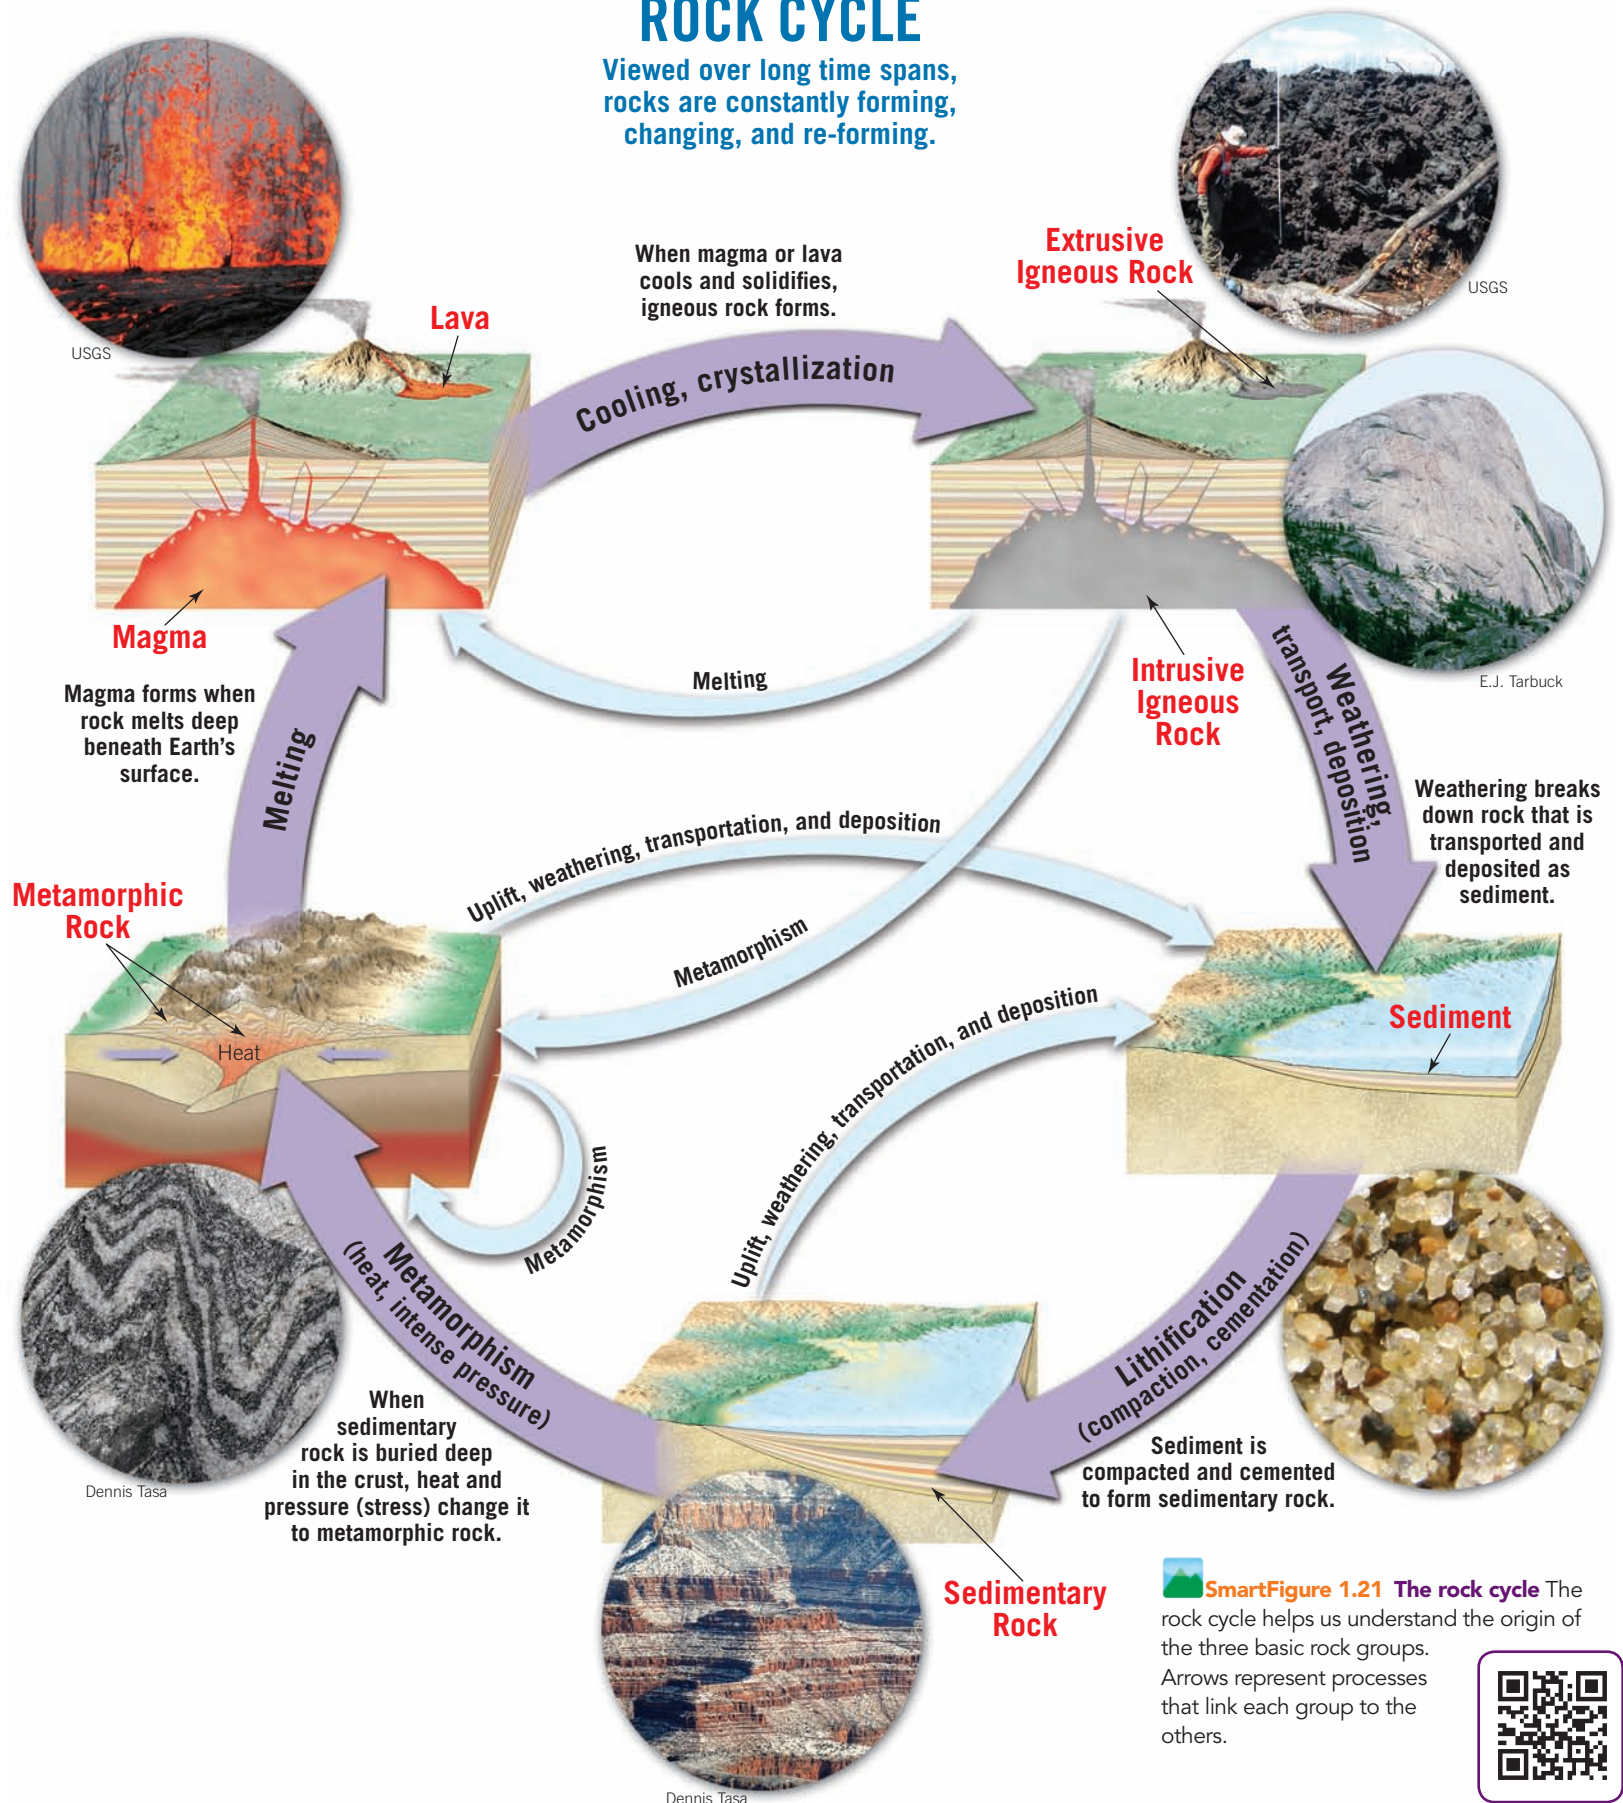 ROCK CYCLE
Viewed over long time spans,
rocks are constantly forming,
changing, and re-forming.
USGS
Lava
When magma or lava
cools and solidifies,
igneous rock forms.
Cooling, crystallization
Extrusive
Igneous Rock
USGS
E.J. Tarbuck
Magma
Magma forms when
rock melts deep
beneath Earth's
surface.
Melting
Melting
Intrusive
Igneous
Rock
Weathering,
transport, deposition
Weathering breaks
down rock that is
transported and
deposited as
sediment.
Uplift, weathering, transportation, and deposition
Metamorphism
Metamorphic
Rock
Heat
Sediment
Uplift, weathering, transportation, and deposition
Metamorphism
Metamorphism
(heat, intense pressure)
When
sedimentary
rock is buried deep
in the crust, heat and
pressure (stress) change it
to metamorphic rock.
Dennis Tasa
Lithification
(compaction, cementation)
Sediment is
compacted and cemented
to form sedimentary rock.
Sedimentary
Rock
Dennis Tasa
SmartFigure 1.21 The rock cycle The
rock cycle helps us understand the origin of
the three basic rock groups.
Arrows represent processes
that link each group to the
others.